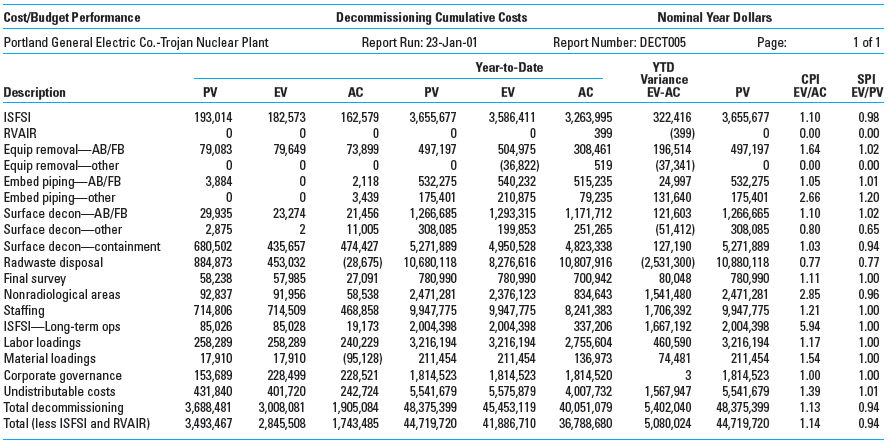 Cost/Budget Performance Decommissioning Cumulative Costs Nominal Year Dollars
Portland General Electric Co.-Trojan Nuclear Plant Report Run: 23-Jan-01 Report Number: DECT005 Page: 1 of 1
Year-to-Date YTD
Variance CPI SPI
Description PV EV AC PV EV AC EV-AC PV EV/AC EV/PV
ISFSI 193,014 182,573 162,579 3,655,677 3,586,411 3,263,995 322,416 3,655,677 1.10 0.98
RVAIR 0 0 0 0 0 399 (399) 0 0.00 0.00
Equip removal—AB/FB 79,083 79,649 73,899 497,197 504,975 308,461 196,514 497,197 1.64 1.02
Equip removal—other 0 0 0 0 (36,822) 519 (37,341) 0 0.00 0.00
Embed piping—AB/FB 3,884 0 2,118 532,275 540,232 515,235 24,997 532,275 1.05 1.01
Embed piping—other 0 0 3,439 175,401 210,875 79,235 131,640 175,401 2.66 1.20
Surface decon—AB/FB 29,935 23,274 21,456 1,266,685 1,293,315 1,171,712 121,603 1,266,665 1.10 1.02
Surface decon—other 2,875 2 11,005 308,085 199,853 251,265 (51,412) 308,085 0.80 0.65
Surface decon—containment 680,502 435,657 474,427 5,271,889 4,950,528 4,823,338 127,190 5,271,889 1.03 0.94
Radwaste disposal 884,873 453,032 (28,675) 10,680,118 8,276,616 10,807,916 (2,531,300) 10,880,118 0.77 0.77
Final survey 58,238 57,985 27,091 780,990 780,990 700,942 80,048 780,990 1.11 1.00
Nonradiological areas 92,837 91,956 58,538 2,471,281 2,376,123 834,643 1,541,480 2,471,281 2.85 0.96
Staffing 714,806 714,509 468,858 9,947,775 9,947,775 8,241,383 1,706,392 9,947,775 1.21 1.00
ISFSI—Long-term ops 85,026 85,028 19,173 2,004,398 2,004,398 337,206 1,667,192 2,004,398 5.94 1.00
Labor loadings 258,289 258,289 240,229 3,216,194 3,216,194 2,755,604 460,590 3,216,194 1.17 1.00
Material loadings 17,910 17,910 (95,128) 211,454 211,454 136,973 74,481 211,454 1.54 1.00
Corporate governance 153,689 228,499 228,521 1,814,523 1,814,523 1,814,520 3 1,814,523 1.00 1.00
Undistributable costs 431,840 401,720 242,724 5,541,679 5,575,879 4,007,732 1,567,947 5,541,679 1.39 1.01
Total decommissioning 3,688,481 3,008,081 1,905,084 48,375,399 45,453,119 40,051,079 5,402,040 48,375,399 1.13 0.94
Total (less ISFSI and RVAIR) 3,493,467 2,845,508 1,743,485 44,719,720 41,886,710 36,788,680 5,080,024 44,719,720 1.14 0.94